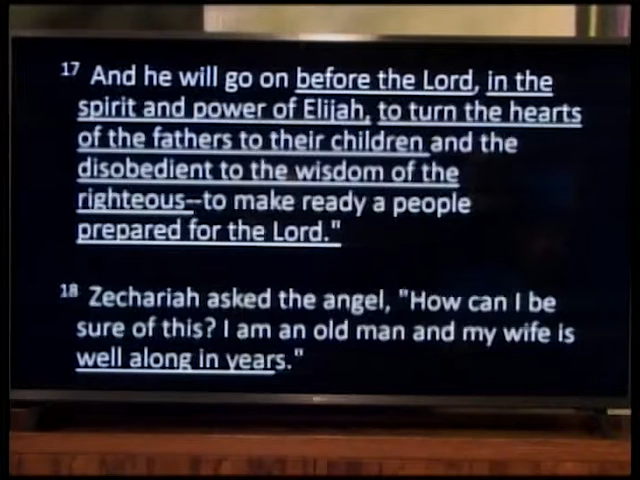 17 And he will go on before the Lord, in the
spirit and power of Elijah, to turn the hearts
of the fathers to their children and the
disobedient to the wisdom of the
righteous--to make ready a people
prepared for the Lord."
18 Zechariah asked the angel, "How can I be
sure of this? I am an old man and my wife is
well along in years."